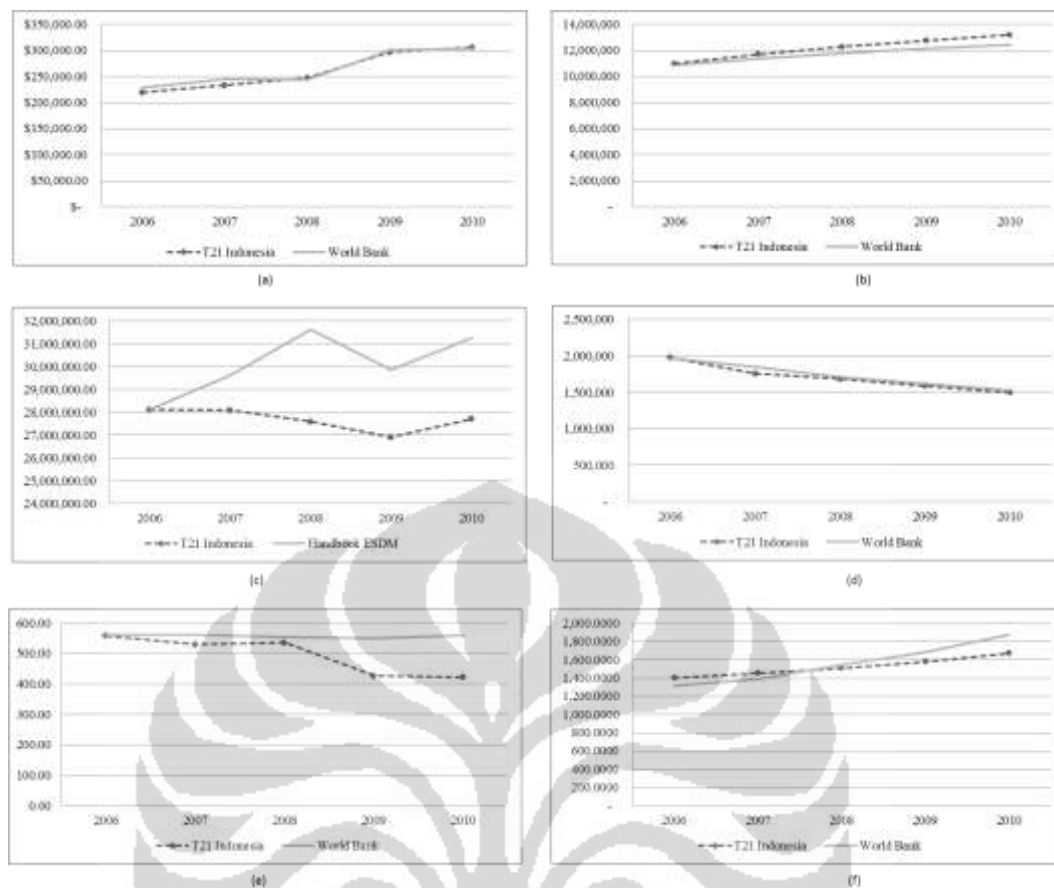 $350,000.00
$300,000.00
$250,000.00
$200,000.00
$150,000.00
$100,000.00
$50,000.00
$-
2006 2007 2008 2009 2010
T21 Indonesia World Bank
(a)
14,000,000
12,000,000
10,000,000
8,000,000
6,000,000
4,000,000
2,000,000
-
2006 2007 2008 2009 2010
T21 Indonesia World Bank
(b)
32,000,000.00
31,000,000.00
30,000,000.00
29,000,000.00
28,000,000.00
27,000,000.00
26,000,000.00
25,000,000.00
24,000,000.00
2006 2007 2008 2009 2010
T21 Indonesia Handbook ESDM
(c)
2,500,000
2,000,000
1,500,000
1,000,000
500,000
-
2006 2007 2008 2009 2010
T21 Indonesia World Bank
(d)
600.00
500.00
400.00
300.00
200.00
100.00
0.00
2006 2007 2008 2009 2010
T21 Indonesia World Bank
(e)
2,000.0000
1,800.0000
1,600.0000
1,400.0000
1,200.0000
1,000.0000
800.0000
600.0000
400.0000
200.0000
-
2006 2007 2008 2009 2010
T21 Indonesia World Bank
(f)